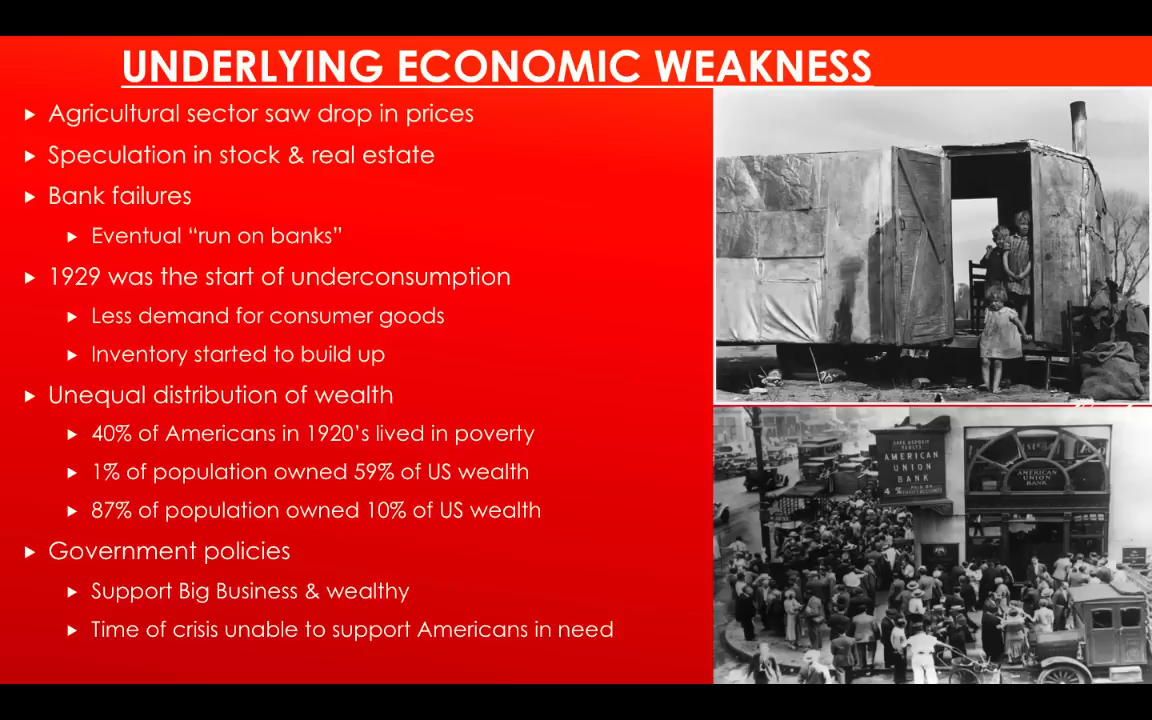 UNDERLYING ECONOMIC WEAKNESS
Agricultural sector saw drop in prices
Speculation in stock & real estate
Bank failures
Eventual “run on banks”
1929 was the start of underconsumption
Less demand for consumer goods
Inventory started to build up
Unequal distribution of wealth
40% of Americans in 1920’s lived in poverty
1% of population owned 59% of US wealth
87% of population owned 10% of US wealth
Government policies
Support Big Business & wealthy
Time of crisis unable to support Americans in need
SAFE DEPOSIT
VAULTS
AMERICAN
UNION
BANK
4 %
AMERICAN
UNION
BANK